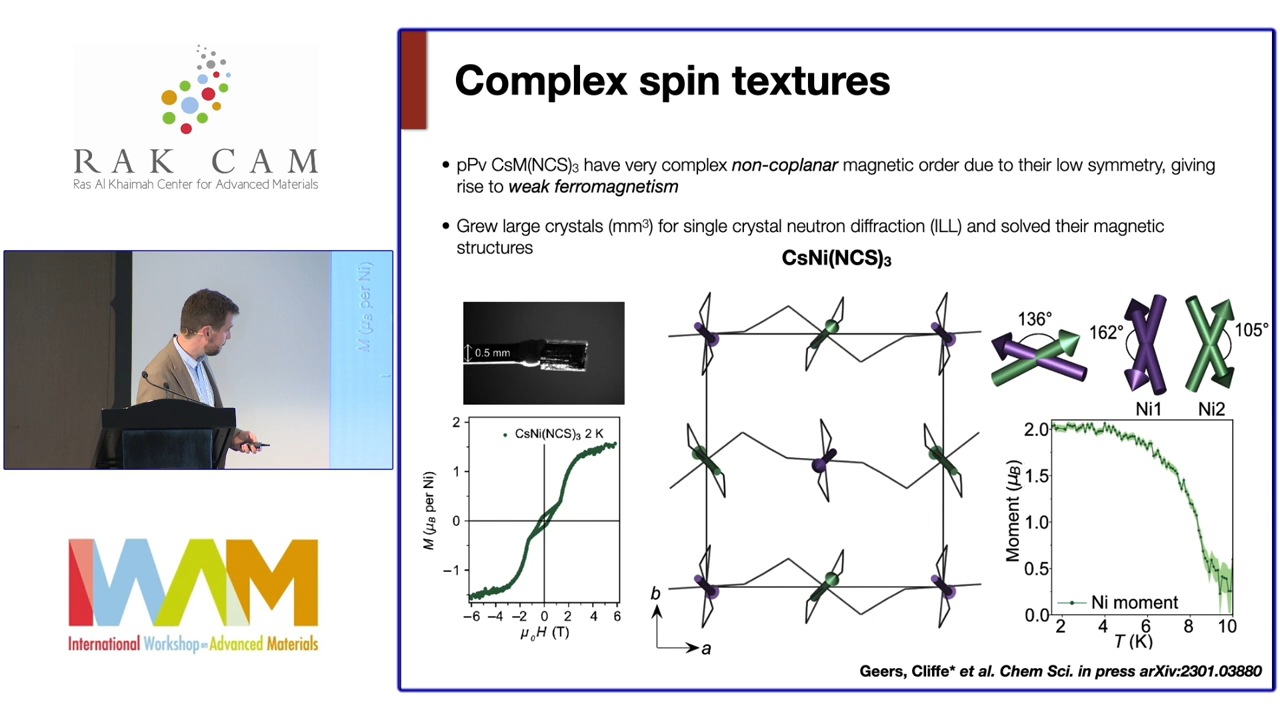 RAK CAM
Ras Al Khaimah Center for Advanced Materials
M (μB per Ni)
IWAM
International Workshop on Advanced Materials
Complex spin textures
• pPv CsM(NCS)3 have very complex non-coplanar magnetic order due to their low symmetry, giving
rise to weak ferromagnetism
• Grew large crystals (mm³) for single crystal neutron diffraction (ILL) and solved their magnetic
structures
CsNi(NCS)3
0.5 mm
2
1
0
−1
M (μB per Ni)
CsNi(NCS)3 2 K
−6 −4 −2 0 2 4 6
μ0H (T)
b
a
136°
162°
105°
Ni1
Ni2
2.0
1.5
1.0
0.5
0.0
Moment (μB)
Ni moment
2 4 6 8 10
T (K)
Geers, Cliffe* et al. Chem Sci. in press arXiv:2301.03880